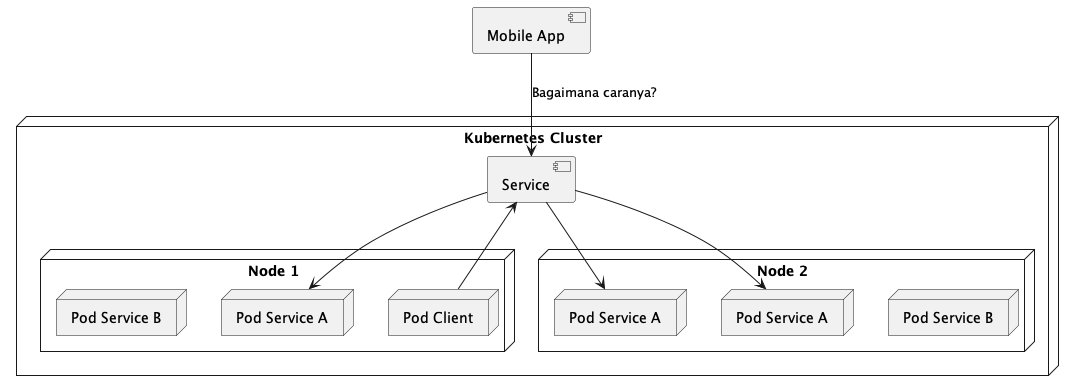 Mobile App
Bagaimana caranya?
Kubernetes Cluster
Service
Node 1
Node 2
Pod Service B
Pod Service A
Pod Client
Pod Service A
Pod Service A
Pod Service B